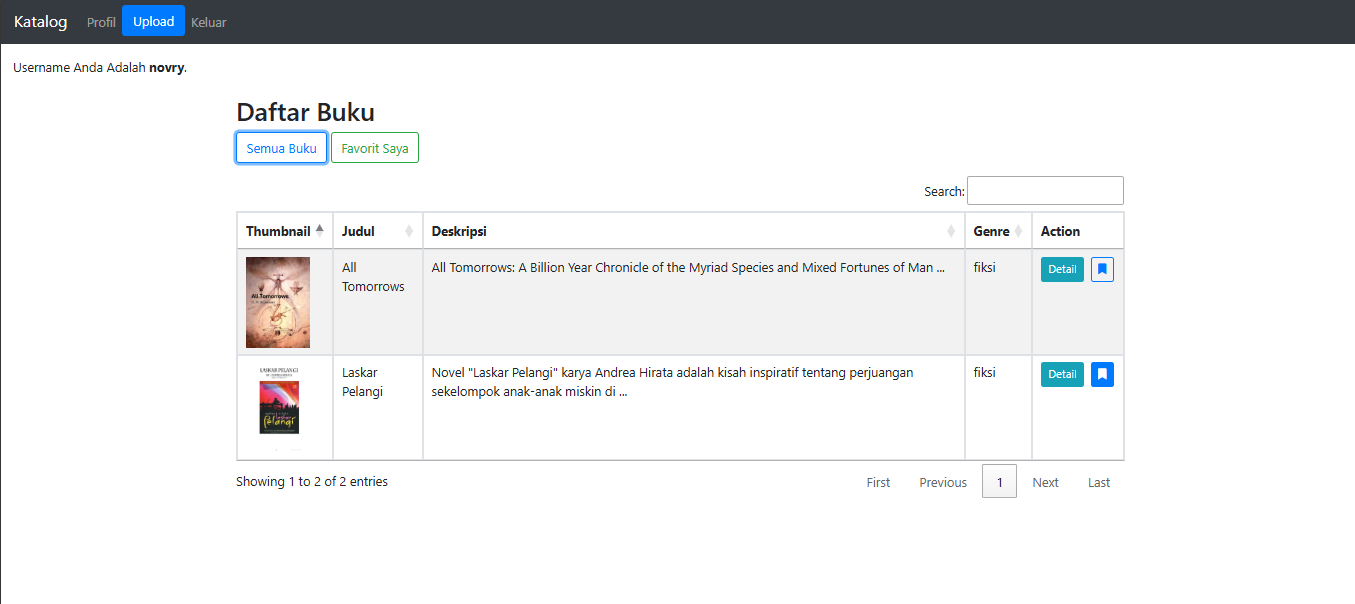 Katalog Profil Upload Keluar
Username Anda Adalah novry.
Daftar Buku
Semua Buku Favorit Saya
Search:
Thumbnail Judul Deskripsi Genre Action
All Tomorrows
All
Tomorrows
All Tomorrows: A Billion Year Chronicle of the Myriad Species and Mixed Fortunes of Man ...
fiksi
Detail
LASKAR PELANGI
pelangi
Laskar
Pelangi
Novel "Laskar Pelangi" karya Andrea Hirata adalah kisah inspiratif tentang perjuangan
sekelompok anak-anak miskin di ...
fiksi
Detail
Showing 1 to 2 of 2 entries
First Previous 1 Next Last